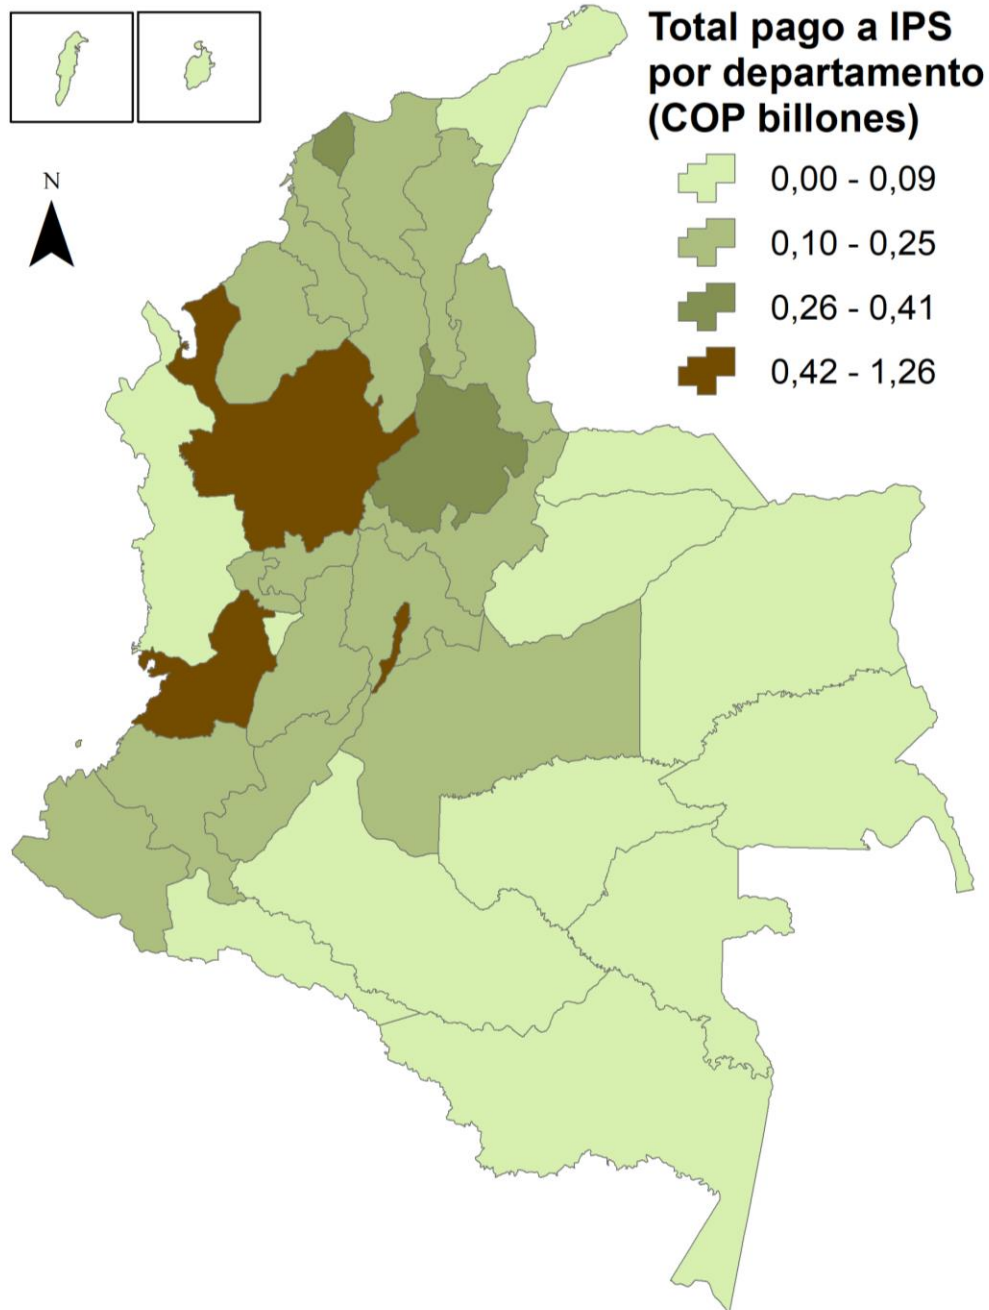 Total pago a IPS
por departamento
(COP billones)
N
0,00 - 0,09
0,10 - 0,25
0,26 - 0,41
0,42 - 1,26